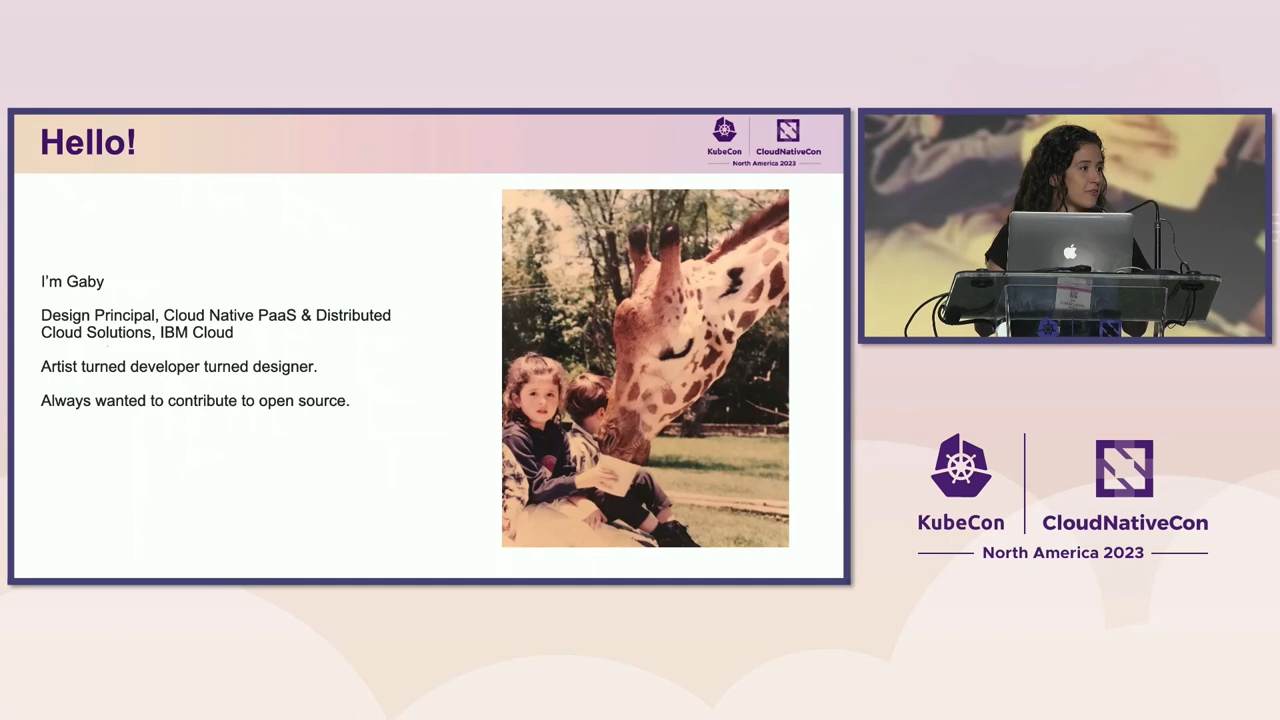 Hello!
KubeCon
CloudNativeCon
North America 2023
I'm Gaby
Design Principal, Cloud Native PaaS & Distributed
Cloud Solutions, IBM Cloud
Artist turned developer turned designer.
Always wanted to contribute to open source.
KubeCon
CloudNativeCon
North America 2023